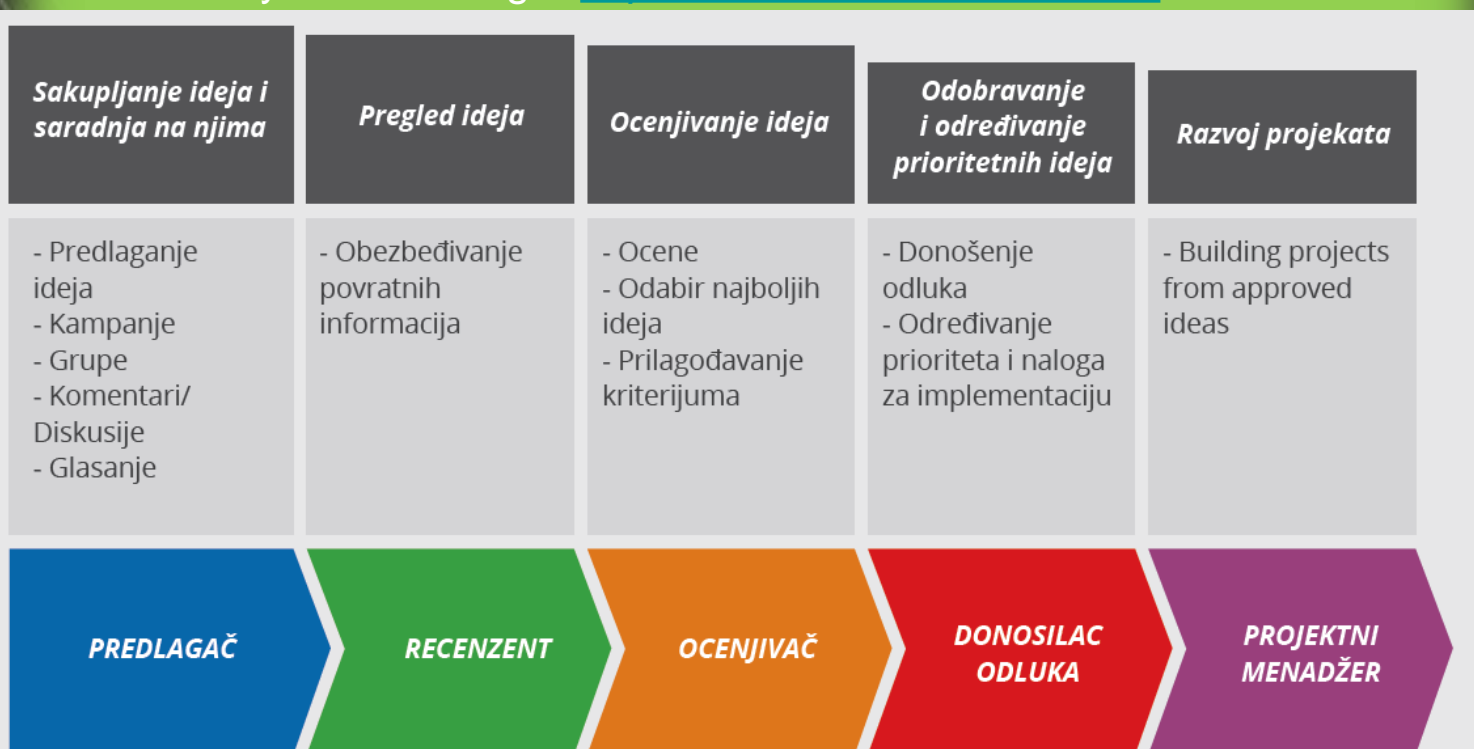 Sakupljanje ideja i
saradnja na njima
Pregled ideja
Ocenjivanje ideja
Odobravanje
i određivanje
prioritetnih ideja
Razvoj projekata
- Predlaganje
ideja
- Kampanje
- Grupe
- Komentari/
Diskusije
- Glasanje
- Obezbeđivanje
povratnih
informacija
- Ocene
- Odabir najboljih
ideja
- Prilagođavanje
kriterijuma
- Donošenje
odluka
- Određivanje
prioriteta i naloga
za implementaciju
- Building projects
from approved
ideas
PREDLAGAČ
RECENZENT
OCENJIVAČ
DONOSILAC
ODLUKA
PROJEKTNI
MENADŽER